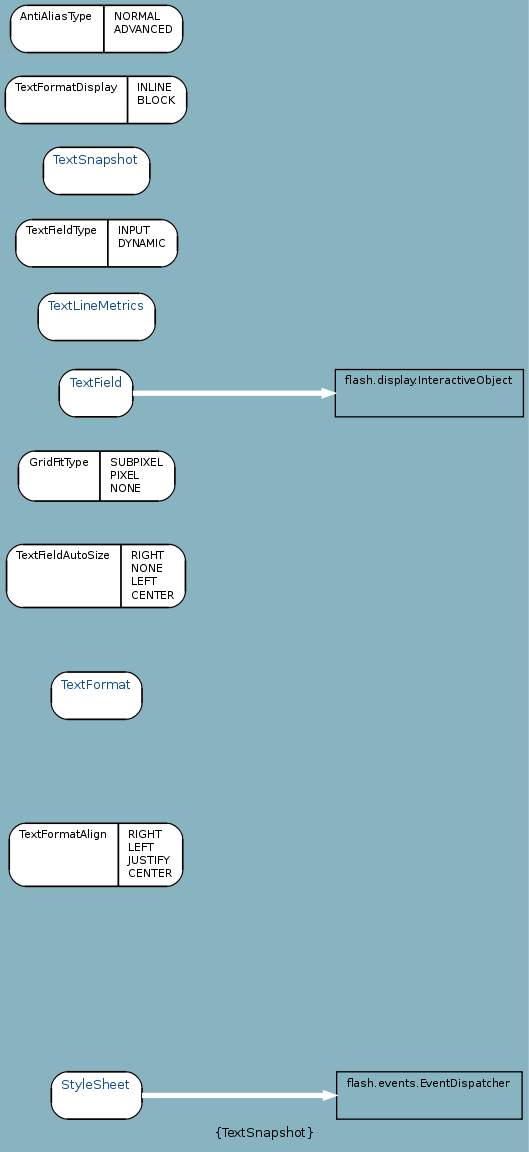 AntiAliasType
NORMAL
ADVANCED
TextFormatDisplay
INLINE
BLOCK
TextSnapshot
TextFieldType
INPUT
DYNAMIC
TextLineMetrics
TextField
flash.display.InteractiveObject
GridFitType
SUBPIXEL
PIXEL
NONE
TextFieldAutoSize
RIGHT
NONE
LEFT
CENTER
TextFormat
TextFormatAlign
RIGHT
LEFT
JUSTIFY
CENTER
StyleSheet
flash.events.EventDispatcher
{TextSnapshot}